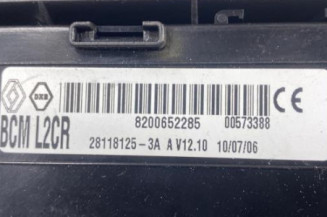 8200652285 00573388
BCM L2CR
28118125-3A A V12.10 10/07/06
CE